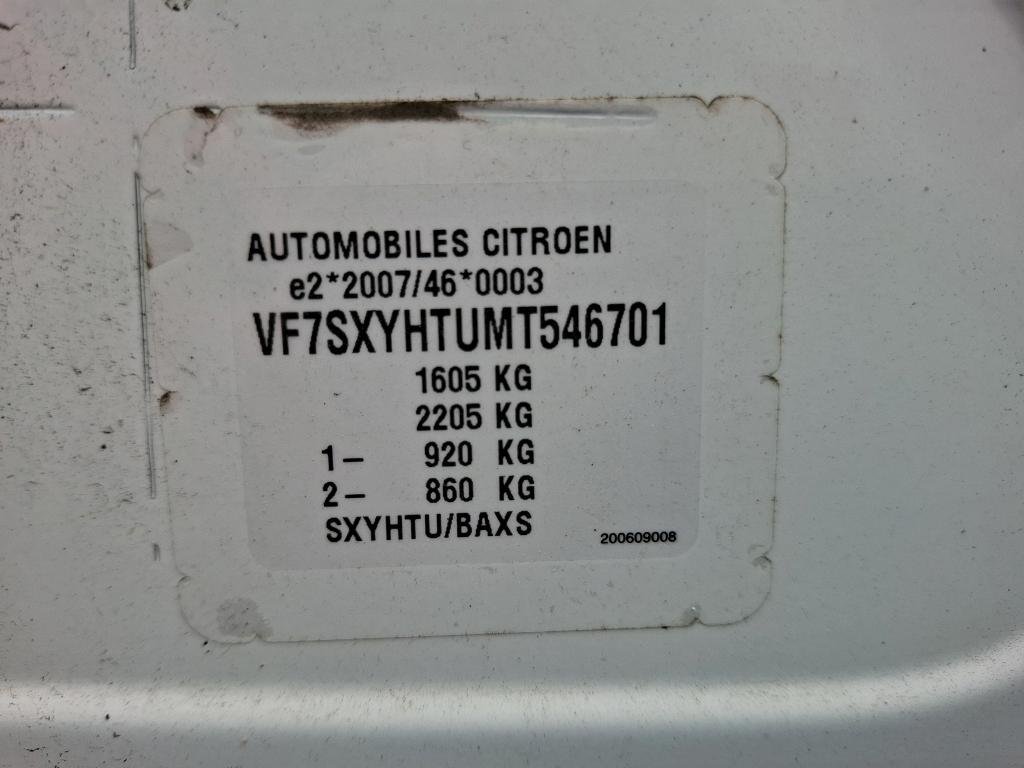 AUTOMOBILES CITROEN
e2*2007/46*0003
VF7SXYHTUMT546701
1605 KG
2205 KG
1– 920 KG
2– 860 KG
SXYHTU/BAXS
200609008